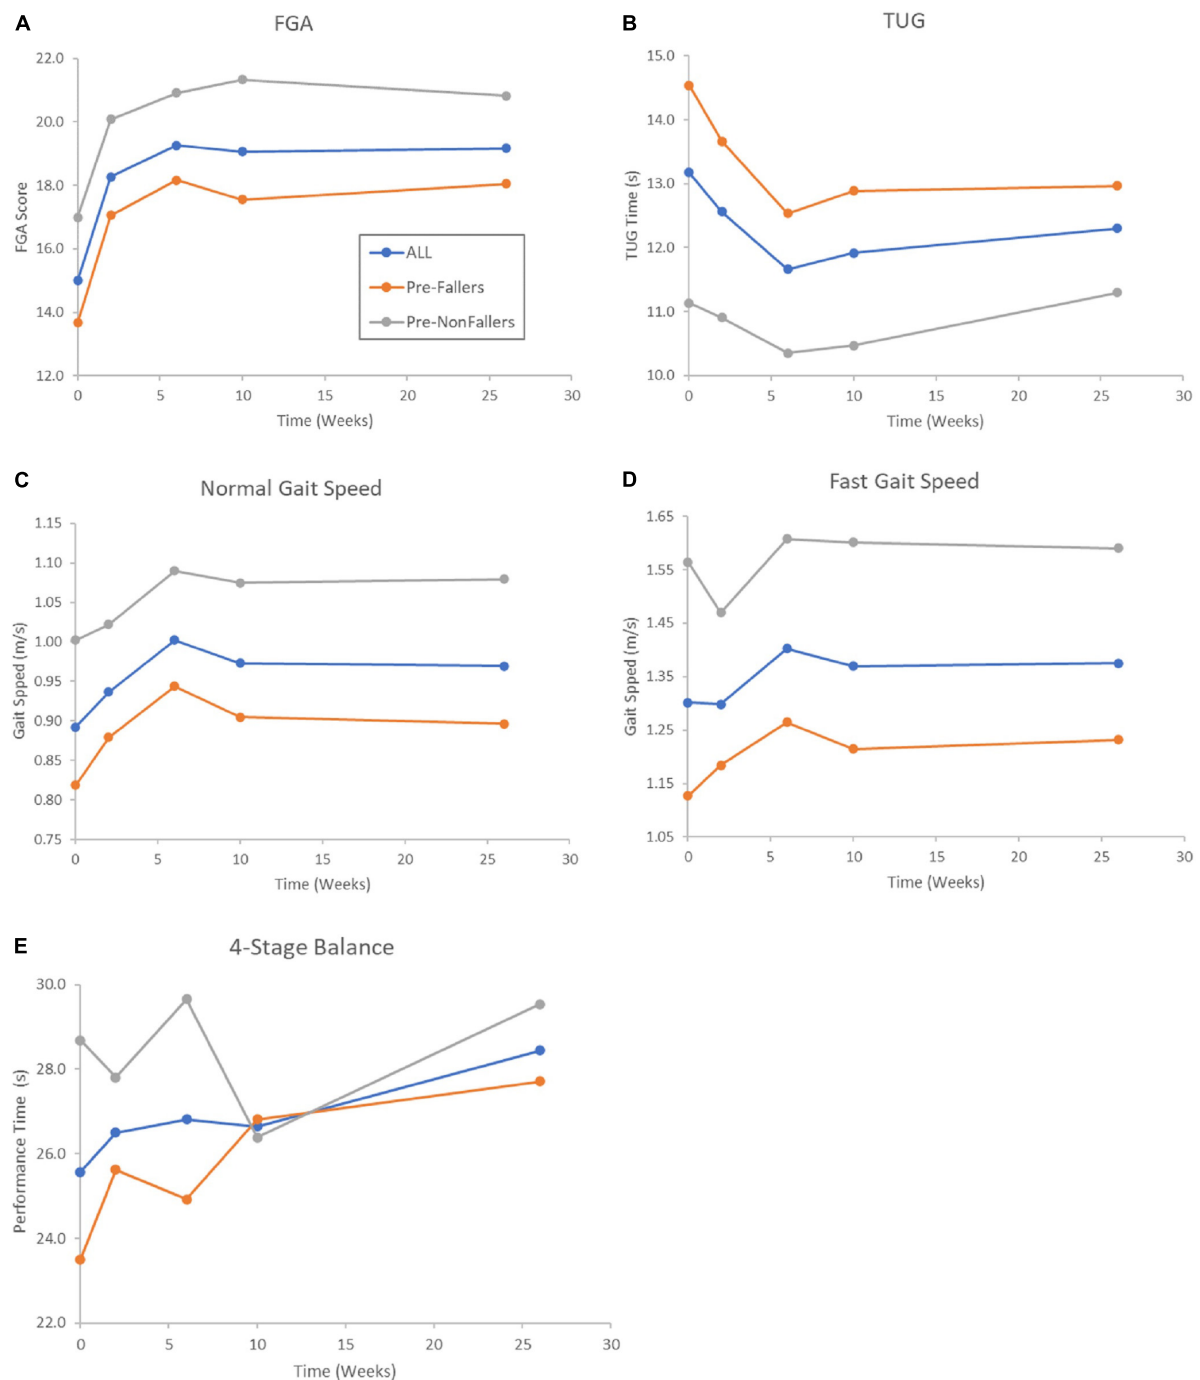 A
FGA
22.0
20.0
18.0
16.0
14.0
12.0
FGA Score
ALL
Pre-Fallers
Pre-NonFallers
0 5 10 15 20 25 30
Time (Weeks)
B
TUG
15.0
14.0
13.0
12.0
11.0
10.0
TUG Time (s)
0 5 10 15 20 25 30
Time (Weeks)
C
Normal Gait Speed
1.15
1.10
1.05
1.00
0.95
0.90
0.85
0.80
0.75
Gait Spped (m/s)
0 5 10 15 20 25 30
Time (Weeks)
D
Fast Gait Speed
1.65
1.55
1.45
1.35
1.25
1.15
1.05
Gait Spped (m/s)
0 5 10 15 20 25 30
Time (Weeks)
E
4-Stage Balance
30.0
28.0
26.0
24.0
22.0
Performance Time (s)
0 5 10 15 20 25 30
Time (Weeks)